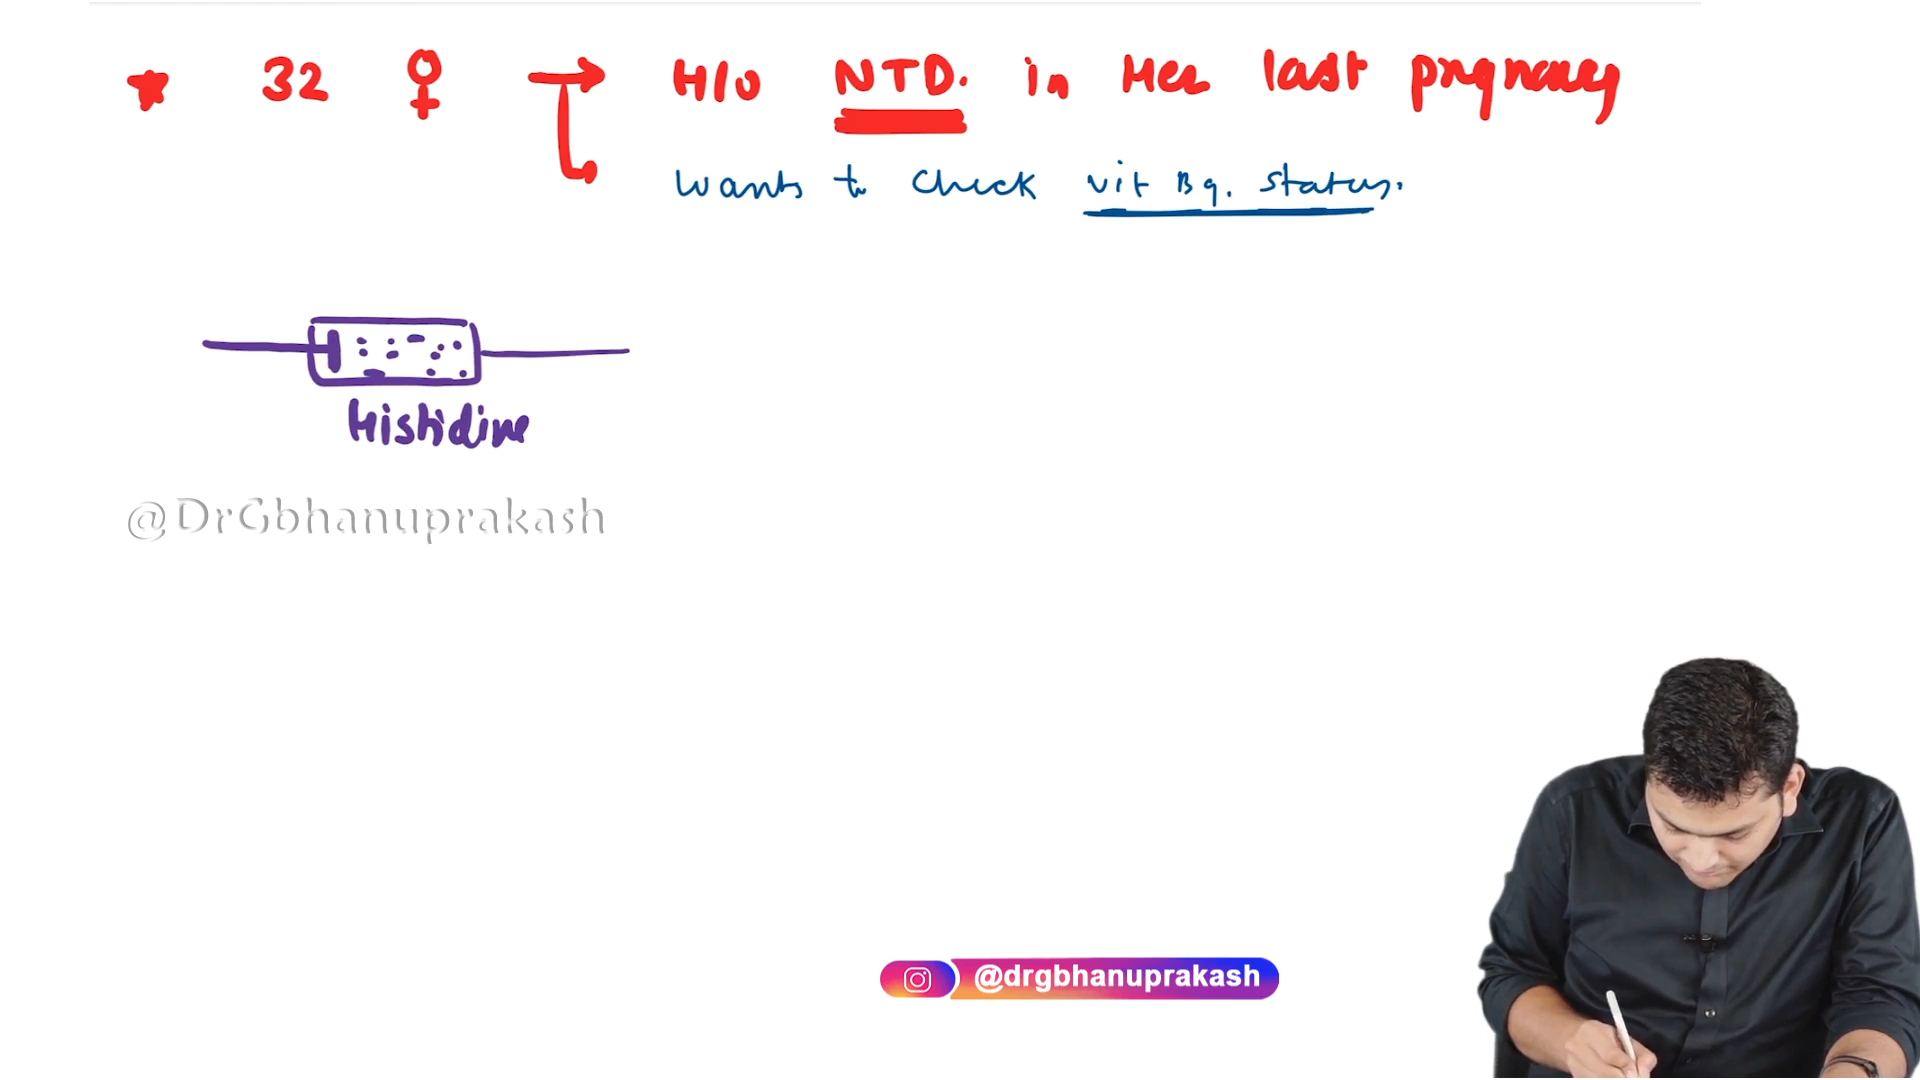 ★ 32 ♀ → H/O NTD. in Her last pregnancy
Wants to Check vit B9. status.
Histidine
@DrGbhanuprakash
@drgbhanuprakash